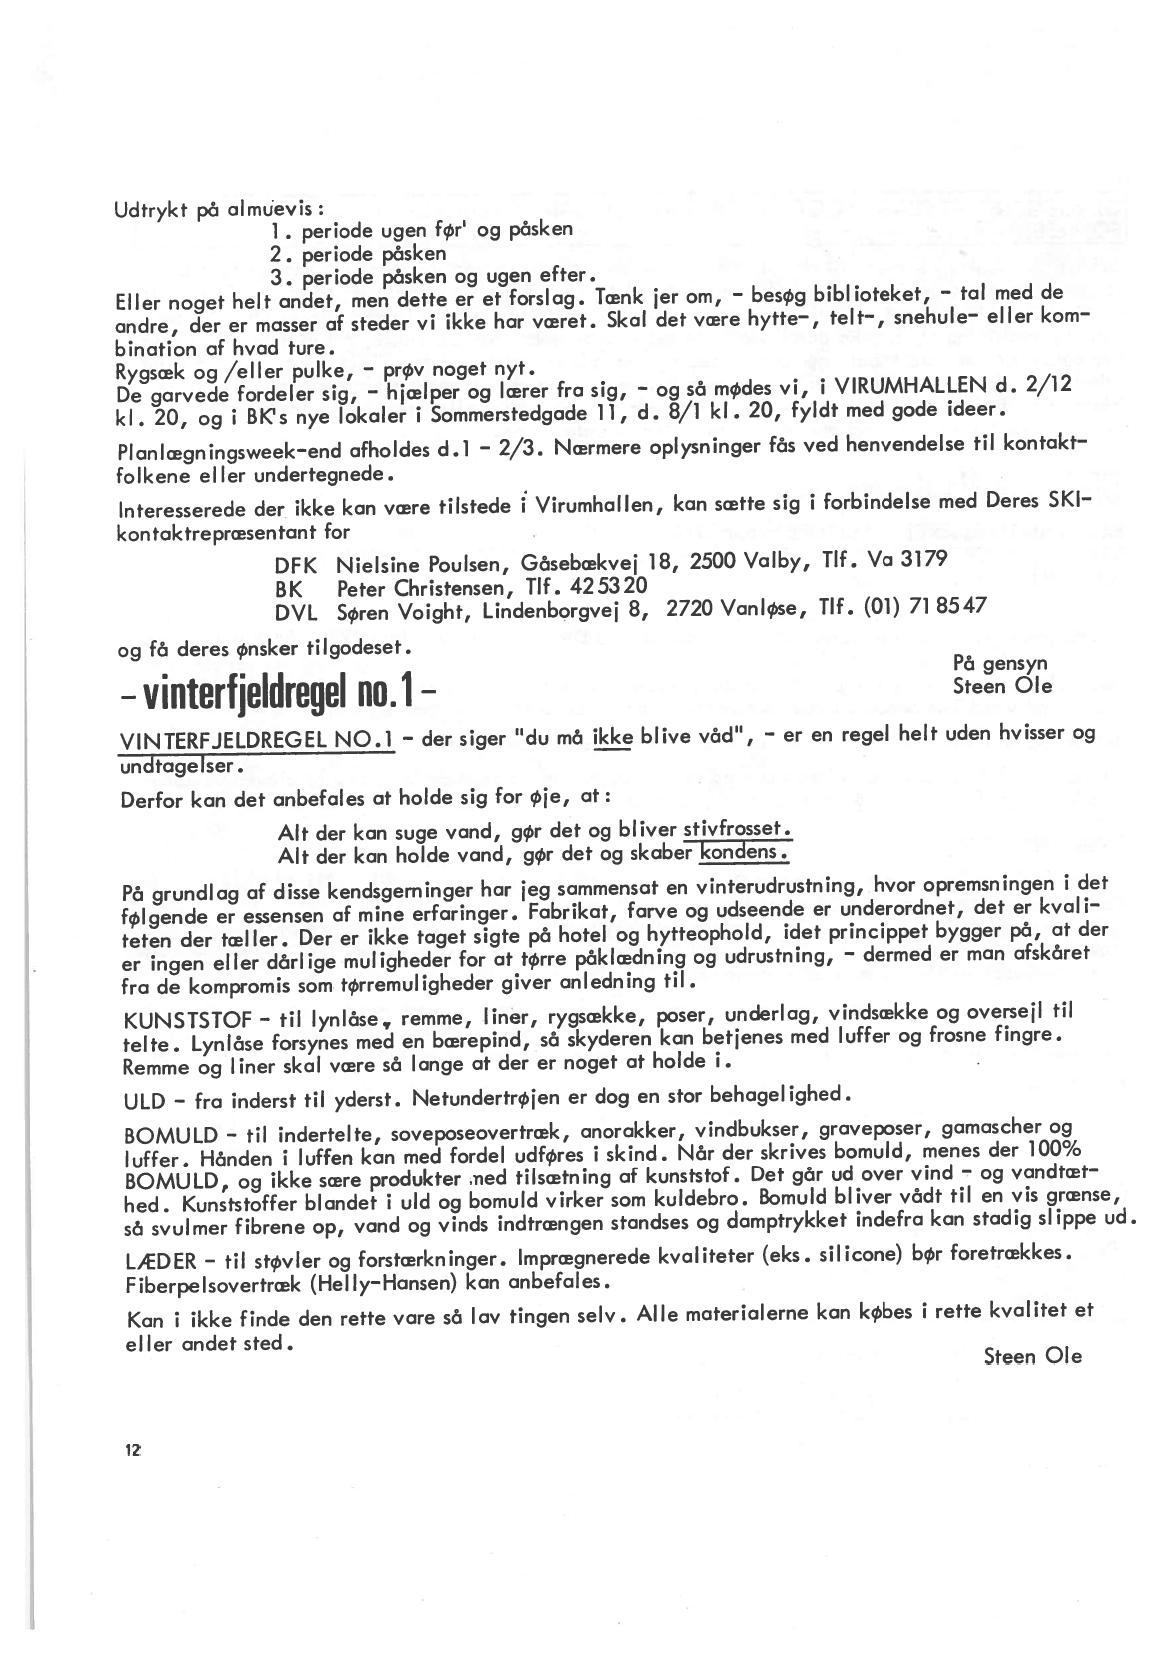 Udtrykt på almuevis :
1. periode ugen før' og påsken
2. periode påsken
3. periode påsken og ugen efter.
Eller noget helt andet, men dette er et forslag. Tænk jer om, - besøg biblioteket, - tal med de
andre, der er masser af steder vi ikke har været. Skal det være hytte-, telt-, snehule- eller kom-
bination af hvad ture.
Rygsæk og /eller pulke, - prøv noget nyt.
De garvede fordeler sig, - hjælper og lærer fra sig, - og så mødes vi, i VIRUMHALLEN d. 2/12
kl. 20, og i BK's nye lokaler i Sommerstedgade 11, d. 8/1 kl. 20, fyldt med gode ideer.
Planlægningsweek-end afholdes d.1 - 2/3. Nærmere oplysninger fås ved henvendelse til kontakt-
folkene eller undertegnede.
Interesserede der ikke kan være tilstede i Virumhallen, kan sætte sig i forbindelse med Deres SKI-
kontaktrepræsentant for
DFK Nielsine Poulsen, Gåsebækvej 18, 2500 Valby, Tlf. Va 3179
BK Peter Christensen, Tlf. 425320
DVL Søren Voight, Lindenborgvej 8, 2720 Vanløse, Tlf. (01) 718547
og få deres ønsker tilgodeset.
På gensyn
Steen Ole
- vinterfjeldregel no. 1 -
VINTERFJELDREGEL NO.1 - der siger "du må ikke blive våd", - er en regel helt uden hvisser og
undtagelser.
Derfor kan det anbefales at holde sig for øje, at :
Alt der kan suge vand, gør det og bliver stivfrosset.
Alt der kan holde vand, gør det og skaber kondens.
På grundlag af disse kendsgerninger har jeg sammensat en vinterudrustning, hvor opremsningen i det
følgende er essensen af mine erfaringer. Fabrikat, farve og udseende er underordnet, det er kvali-
teten der tæller. Der er ikke taget sigte på hotel og hytteophold, idet princippet bygger på, at der
er ingen eller dårlige muligheder for at tørre påklædning og udrustning, - dermed er man afskåret
fra de kompromis som tørremuligheder giver anledning til.
KUNSTSTOF - til lynlåse, remme, liner, rygsække, poser, underlag, vindsække og oversejl til
telte. Lynlåse forsynes med en bærepind, så skyderen kan betjenes med luffer og frosne fingre.
Remme og liner skal være så lange at der er noget at holde i.
ULD - fra inderst til yderst. Netundertrøjen er dog en stor behagelighed.
BOMULD - til indertelte, soveposeovertræk, anorakker, vindbukser, graveposer, gamascher og
luffer. Hånden i luffen kan med fordel udføres i skind. Når der skrives bomuld, menes der 100%
BOMULD, og ikke sære produkter med tilsætning af kunststof. Det går ud over vind - og vandtæt-
hed. Kunststoffer blandet i uld og bomuld virker som kuldebro. Bomuld bliver vådt til en vis grænse,
så svulmer fibrene op, vand og vinds indtrængen standses og damptrykket indefra kan stadig slippe ud.
LÆDER - til støvler og forstærkninger. Imprægnerede kvaliteter (eks. silicone) bør foretrækkes.
Fiberpelsovertræk (Helly-Hansen) kan anbefales.
Kan i ikke finde den rette vare så lav tingen selv. Alle materialerne kan købes i rette kvalitet et
eller andet sted.
Steen Ole
12